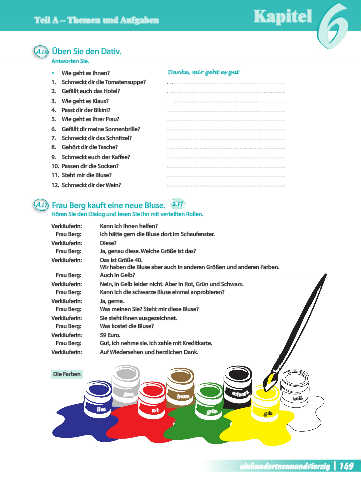 Teil A – Themen und Aufgaben
Kapitel 6
Üben Sie den Dativ.
Antworten Sie.
• Wie geht es Ihnen? Danke, mir geht es gut
1. Schmeckt dir die Tomatensuppe?
2. Gefällt euch das Hotel?
3. Wie geht es Klaus?
4. Passt dir der Bikini?
5. Wie geht es Ihrer Frau?
6. Gefällt dir meine Sonnenbrille?
7. Schmeckt dir das Schnitzel?
8. Gehört dir die Tasche?
9. Schmeckt euch der Kaffee?
10. Passen dir die Socken?
11. Steht mir die Bluse?
12. Schmeckt dir der Wein?
Frau Berg kauft eine neue Bluse.
Hören Sie den Dialog und lesen Sie ihn mit verteilten Rollen.
Verkäuferin: Kann ich Ihnen helfen?
Frau Berg: Ich hätte gern die Bluse dort im Schaufenster.
Verkäuferin: Diese?
Frau Berg: Ja, genau diese. Welche Größe ist das?
Verkäuferin: Das ist Größe 40.
Wir haben die Bluse aber auch in anderen Größen und anderen Farben.
Frau Berg: Auch in Gelb?
Verkäuferin: Nein, in Gelb leider nicht. Aber in Rot, Grün und Schwarz.
Frau Berg: Kann ich die schwarze Bluse einmal anprobieren?
Verkäuferin: Ja, gerne.
Frau Berg: Was meinen Sie? Steht mir diese Bluse?
Verkäuferin: Sie steht Ihnen ausgezeichnet.
Frau Berg: Was kostet die Bluse?
Verkäuferin: 59 Euro.
Frau Berg: Gut, ich nehme sie. Ich zahle mit Kreditkarte.
Verkäuferin: Auf Wiedersehen und herzlichen Dank.
Die Farben
blau
rot
braun
grün
schwarz
gelb
weiß
einhundertneunundvierzig | 149